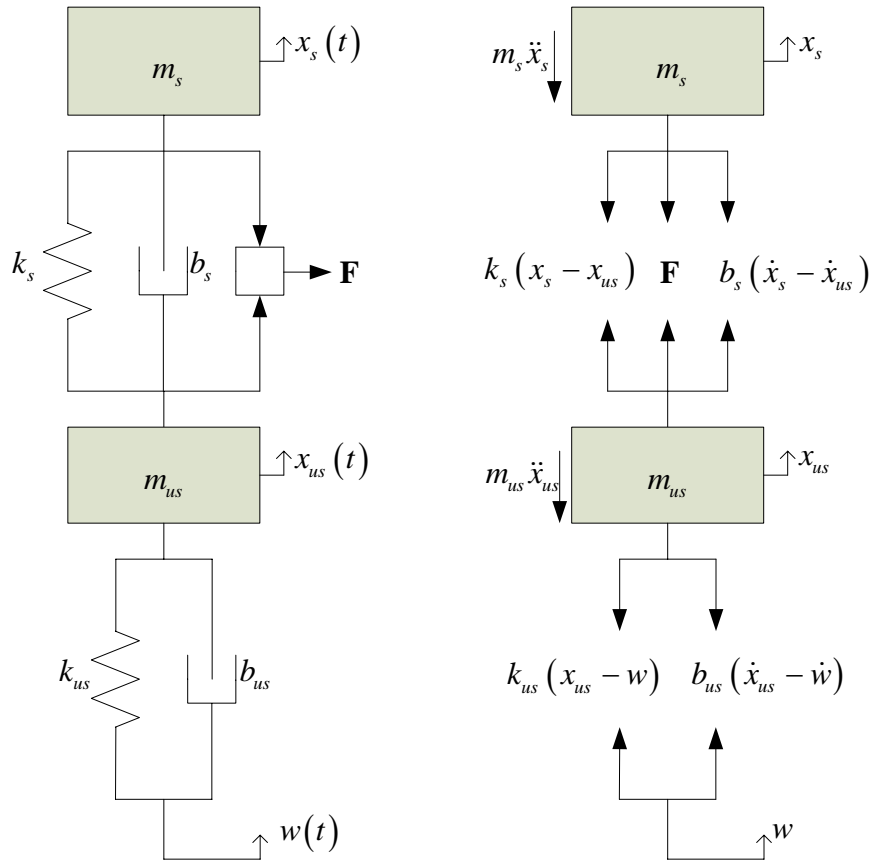 x_s(t)
m_s
k_s
b_s
F
x_us(t)
m_us
k_us
b_us
w(t)
m_s ẍ_s
m_s
x_s
k_s(x_s − x_us) F b_s(ẋ_s − ẋ_us)
m_us ẍ_us
m_us
x_us
k_us(x_us − w) b_us(ẋ_us − ẇ)
w